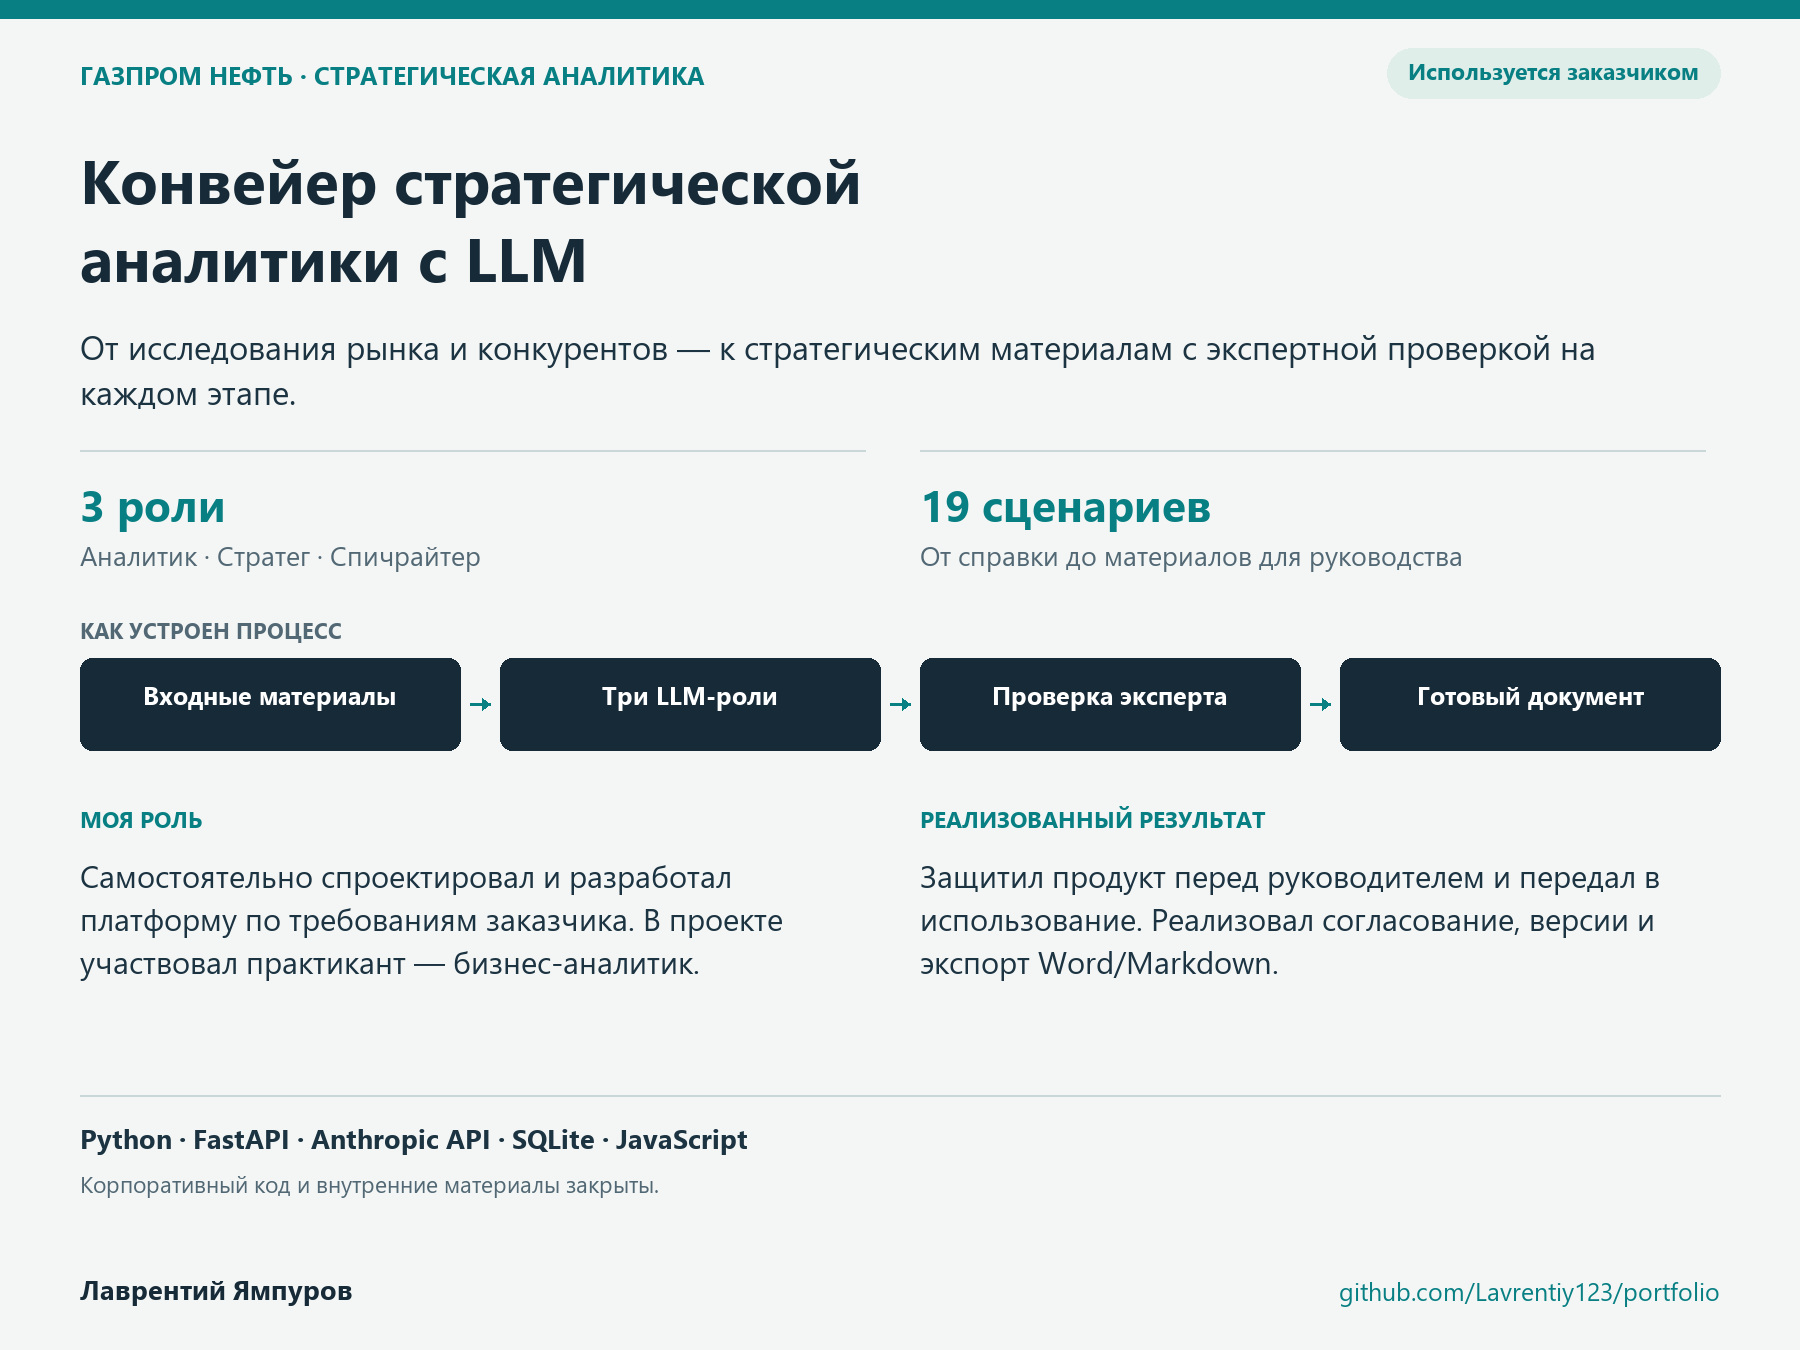 ГАЗПРОМ НЕФТЬ · СТРАТЕГИЧЕСКАЯ АНАЛИТИКА
Используется заказчиком
Конвейер стратегической
аналитики с LLM
От исследования рынка и конкурентов — к стратегическим материалам с экспертной проверкой на
каждом этапе.
3 роли
Аналитик · Стратег · Спичрайтер
19 сценариев
От справки до материалов для руководства
КАК УСТРОЕН ПРОЦЕСС
Входные материалы
Три LLM-роли
Проверка эксперта
Готовый документ
МОЯ РОЛЬ
Самостоятельно спроектировал и разработал
платформу по требованиям заказчика. В проекте
участвовал практикант — бизнес-аналитик.
РЕАЛИЗОВАННЫЙ РЕЗУЛЬТАТ
Защитил продукт перед руководителем и передал в
использование. Реализовал согласование, версии и
экспорт Word/Markdown.
Python · FastAPI · Anthropic API · SQLite · JavaScript
Корпоративный код и внутренние материалы закрыты.
Лаврентий Ямпуров
github.com/Lavrentiy123/portfolio